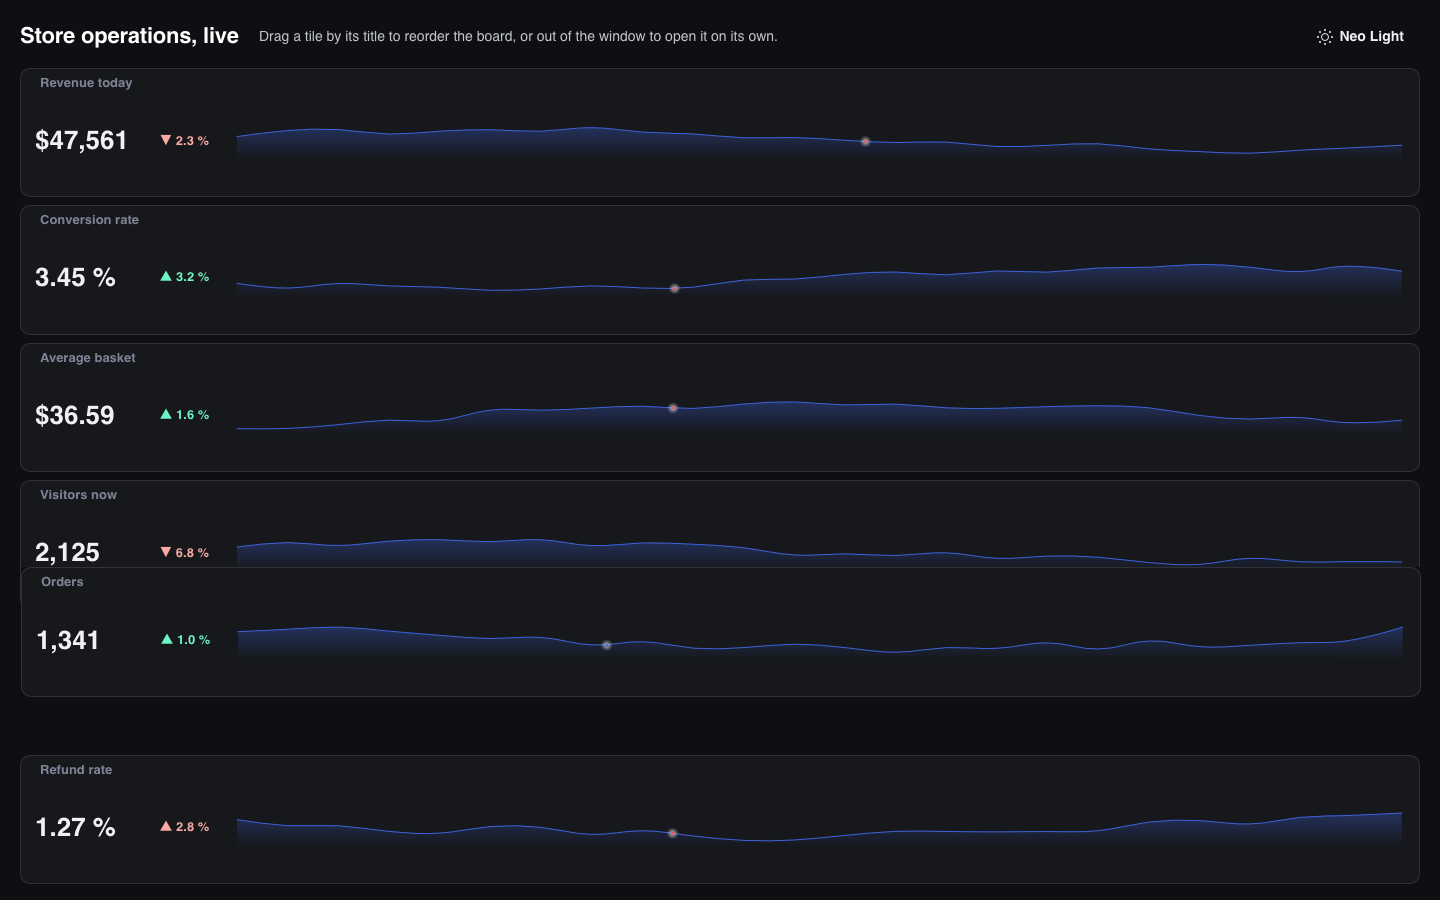 Store operations, live
Drag a tile by its title to reorder the board, or out of the window to open it on its own.
Neo Light
Revenue today
$47,561
▼ 2.3 %
Conversion rate
3.45 %
▲ 3.2 %
Average basket
$36.59
▲ 1.6 %
Visitors now
2,125
▼ 6.8 %
Orders
1,341
▲ 1.0 %
Refund rate
1.27 %
▲ 2.8 %